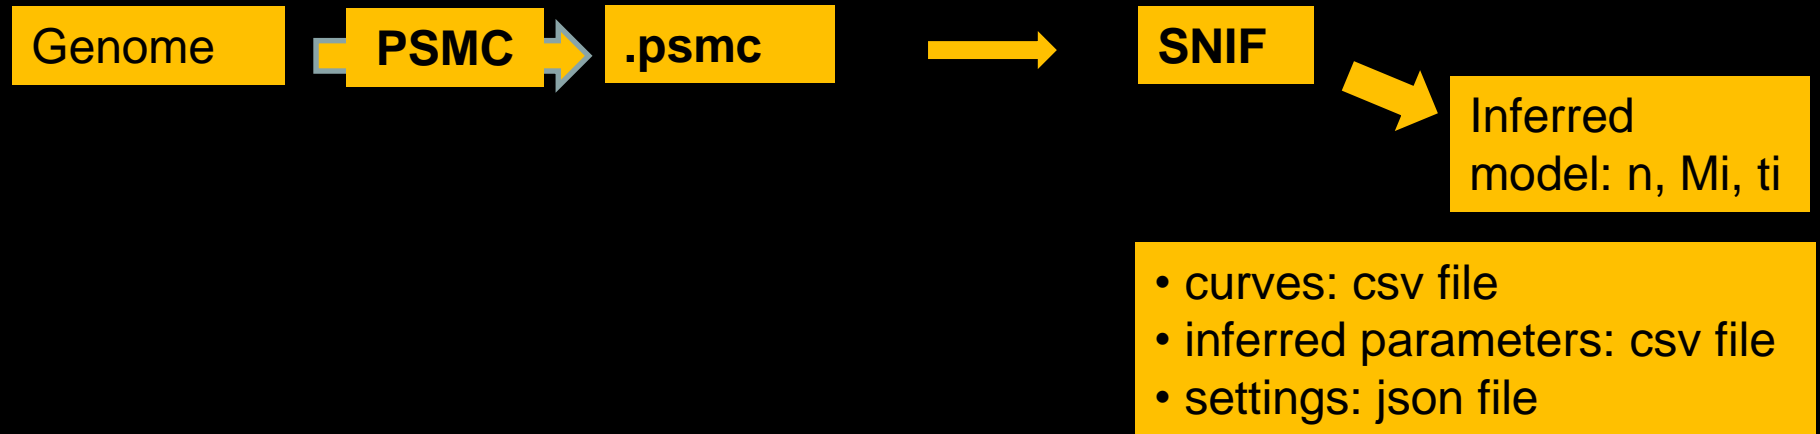 Genome
PSMC
.psmc
SNIF
Inferred
model: n, Mi, ti
• curves: csv file
• inferred parameters: csv file
• settings: json file